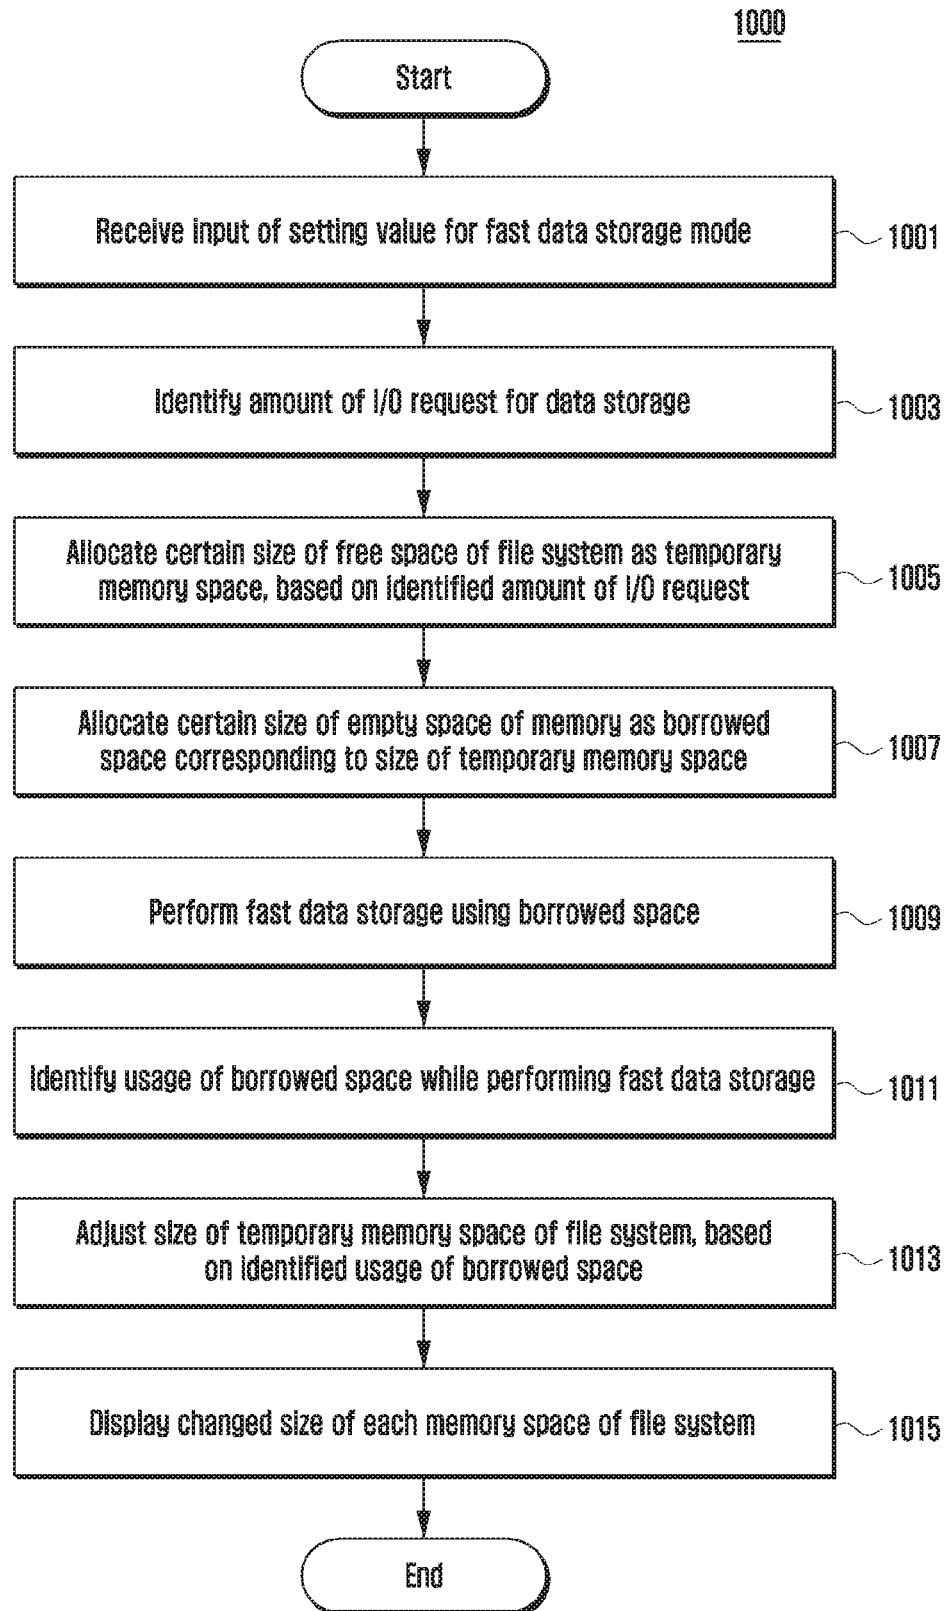 1000
Start
Receive input of setting value for fast data storage mode
1001
Identify amount of I/O request for data storage
1003
Allocate certain size of free space of file system as temporary
memory space, based on identified amount of I/O request
1005
Allocate certain size of empty space of memory as borrowed
space corresponding to size of temporary memory space
1007
Perform fast data storage using borrowed space
1009
Identify usage of borrowed space while performing fast data storage
1011
Adjust size of temporary memory space of file system, based
on identified usage of borrowed space
1013
Display changed size of each memory space of file system
1015
End